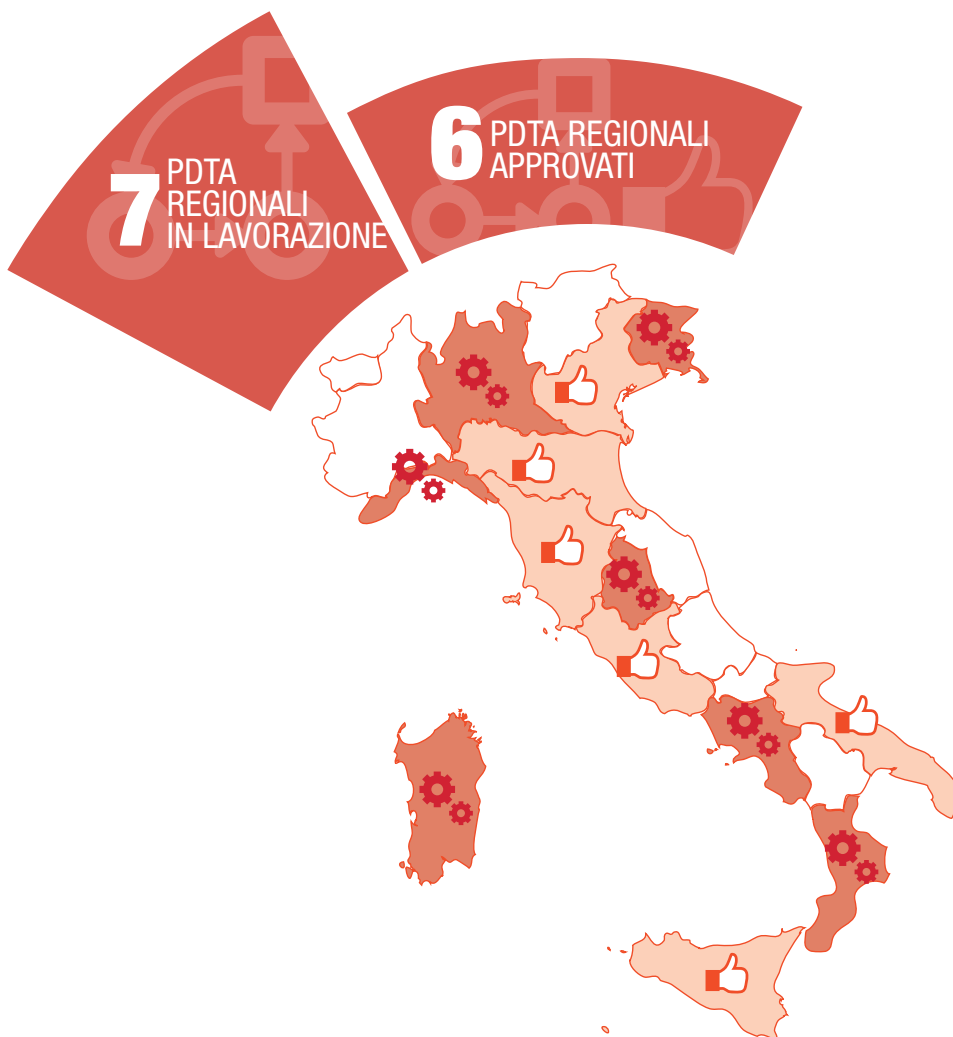 7 PDTA
REGIONALI
IN LAVORAZIONE
6 PDTA REGIONALI
APPROVATI